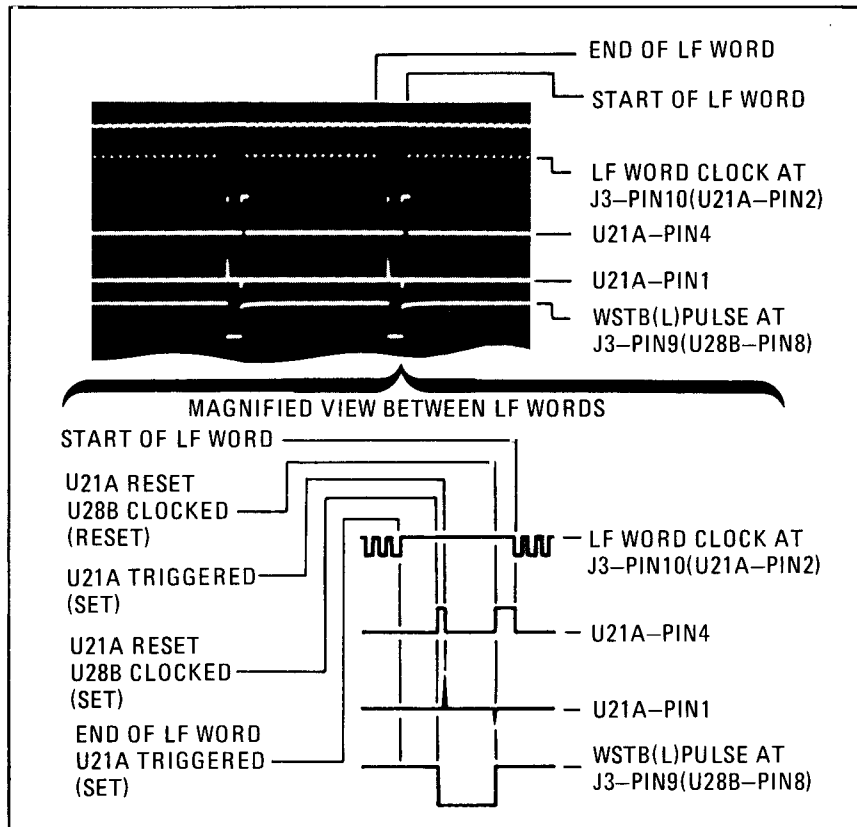 END OF LF WORD
START OF LF WORD
LF WORD CLOCK AT
J3–PIN10(U21A–PIN2)
U21A–PIN4
U21A–PIN1
WSTB(L)PULSE AT
J3–PIN9(U28B–PIN8)
MAGNIFIED VIEW BETWEEN LF WORDS
START OF LF WORD
U21A RESET
U28B CLOCKED
(RESET)
U21A TRIGGERED
(SET)
U21A RESET
U28B CLOCKED
(SET)
END OF LF WORD
U21A TRIGGERED
(SET)
LF WORD CLOCK AT
J3–PIN10(U21A–PIN2)
U21A–PIN4
U21A–PIN1
WSTB(L)PULSE AT
J3–PIN9(U28B–PIN8)